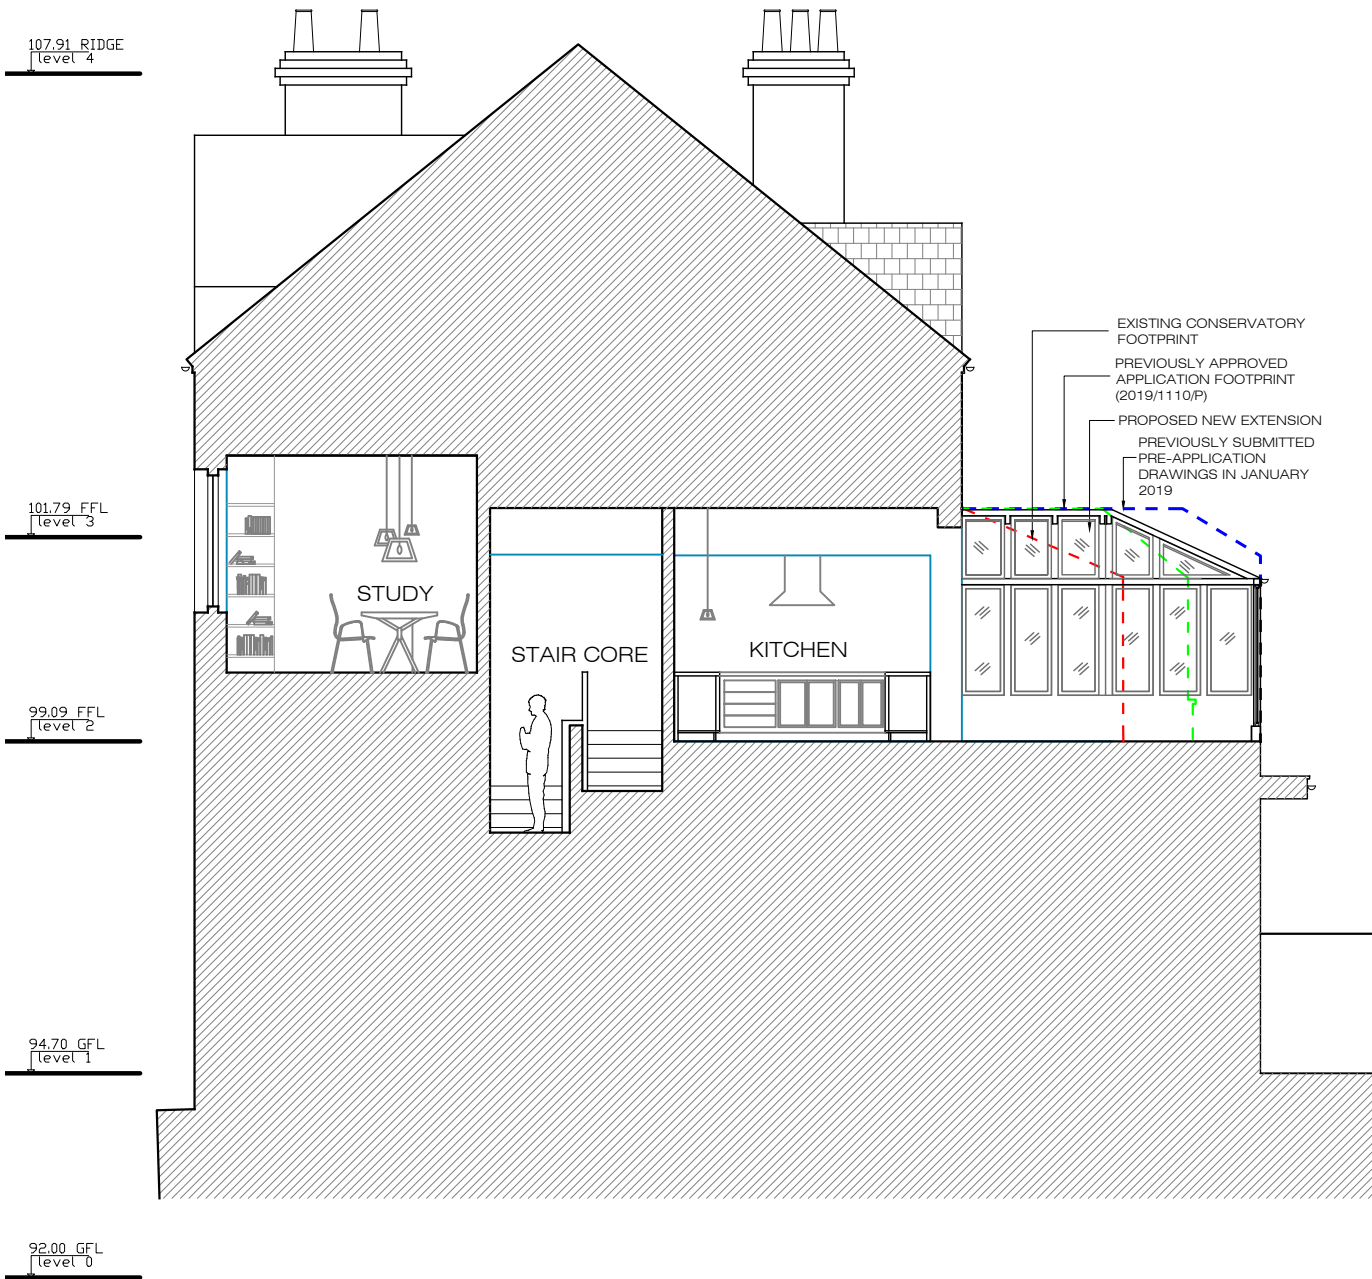 107.91 RIDGE
level 4
EXISTING CONSERVATORY
FOOTPRINT
PREVIOUSLY APPROVED
APPLICATION FOOTPRINT
(2019/1110/P)
PROPOSED NEW EXTENSION
PREVIOUSLY SUBMITTED
PRE-APPLICATION
DRAWINGS IN JANUARY
2019
101.79 FFL
level 3
STUDY
STAIR CORE
KITCHEN
99.09 FFL
level 2
94.70 GFL
level 1
92.00 GFL
level 0